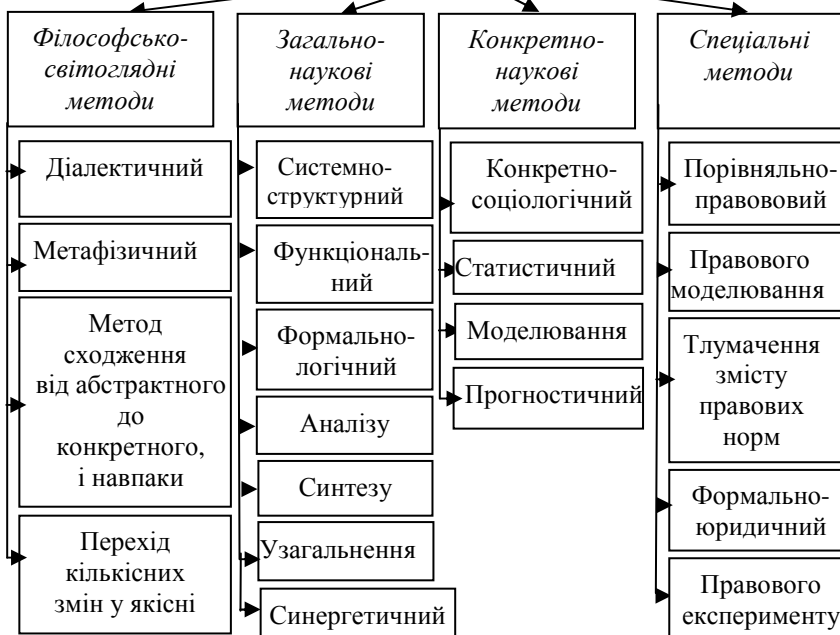 Філософсько-
світоглядні
методи
Діалектичний
Метафізичний
Метод
сходження
від абстрактного
до
конкретного,
і навпаки
Перехід
кількісних
змін у якісні
Загально-
наукові
методи
Системно-
структурний
Функціональ-
ний
Формально-
логічний
Аналізу
Синтезу
Узагальнення
Синергетичний
Конкретно-
наукові
методи
Конкретно-
соціологічний
Статистичний
Моделювання
Прогностичний
Спеціальні
методи
Порівняльно-
правововий
Правового
моделювання
Тлумачення
змісту
правових
норм
Формально-
юридичний
Правового
експерименту